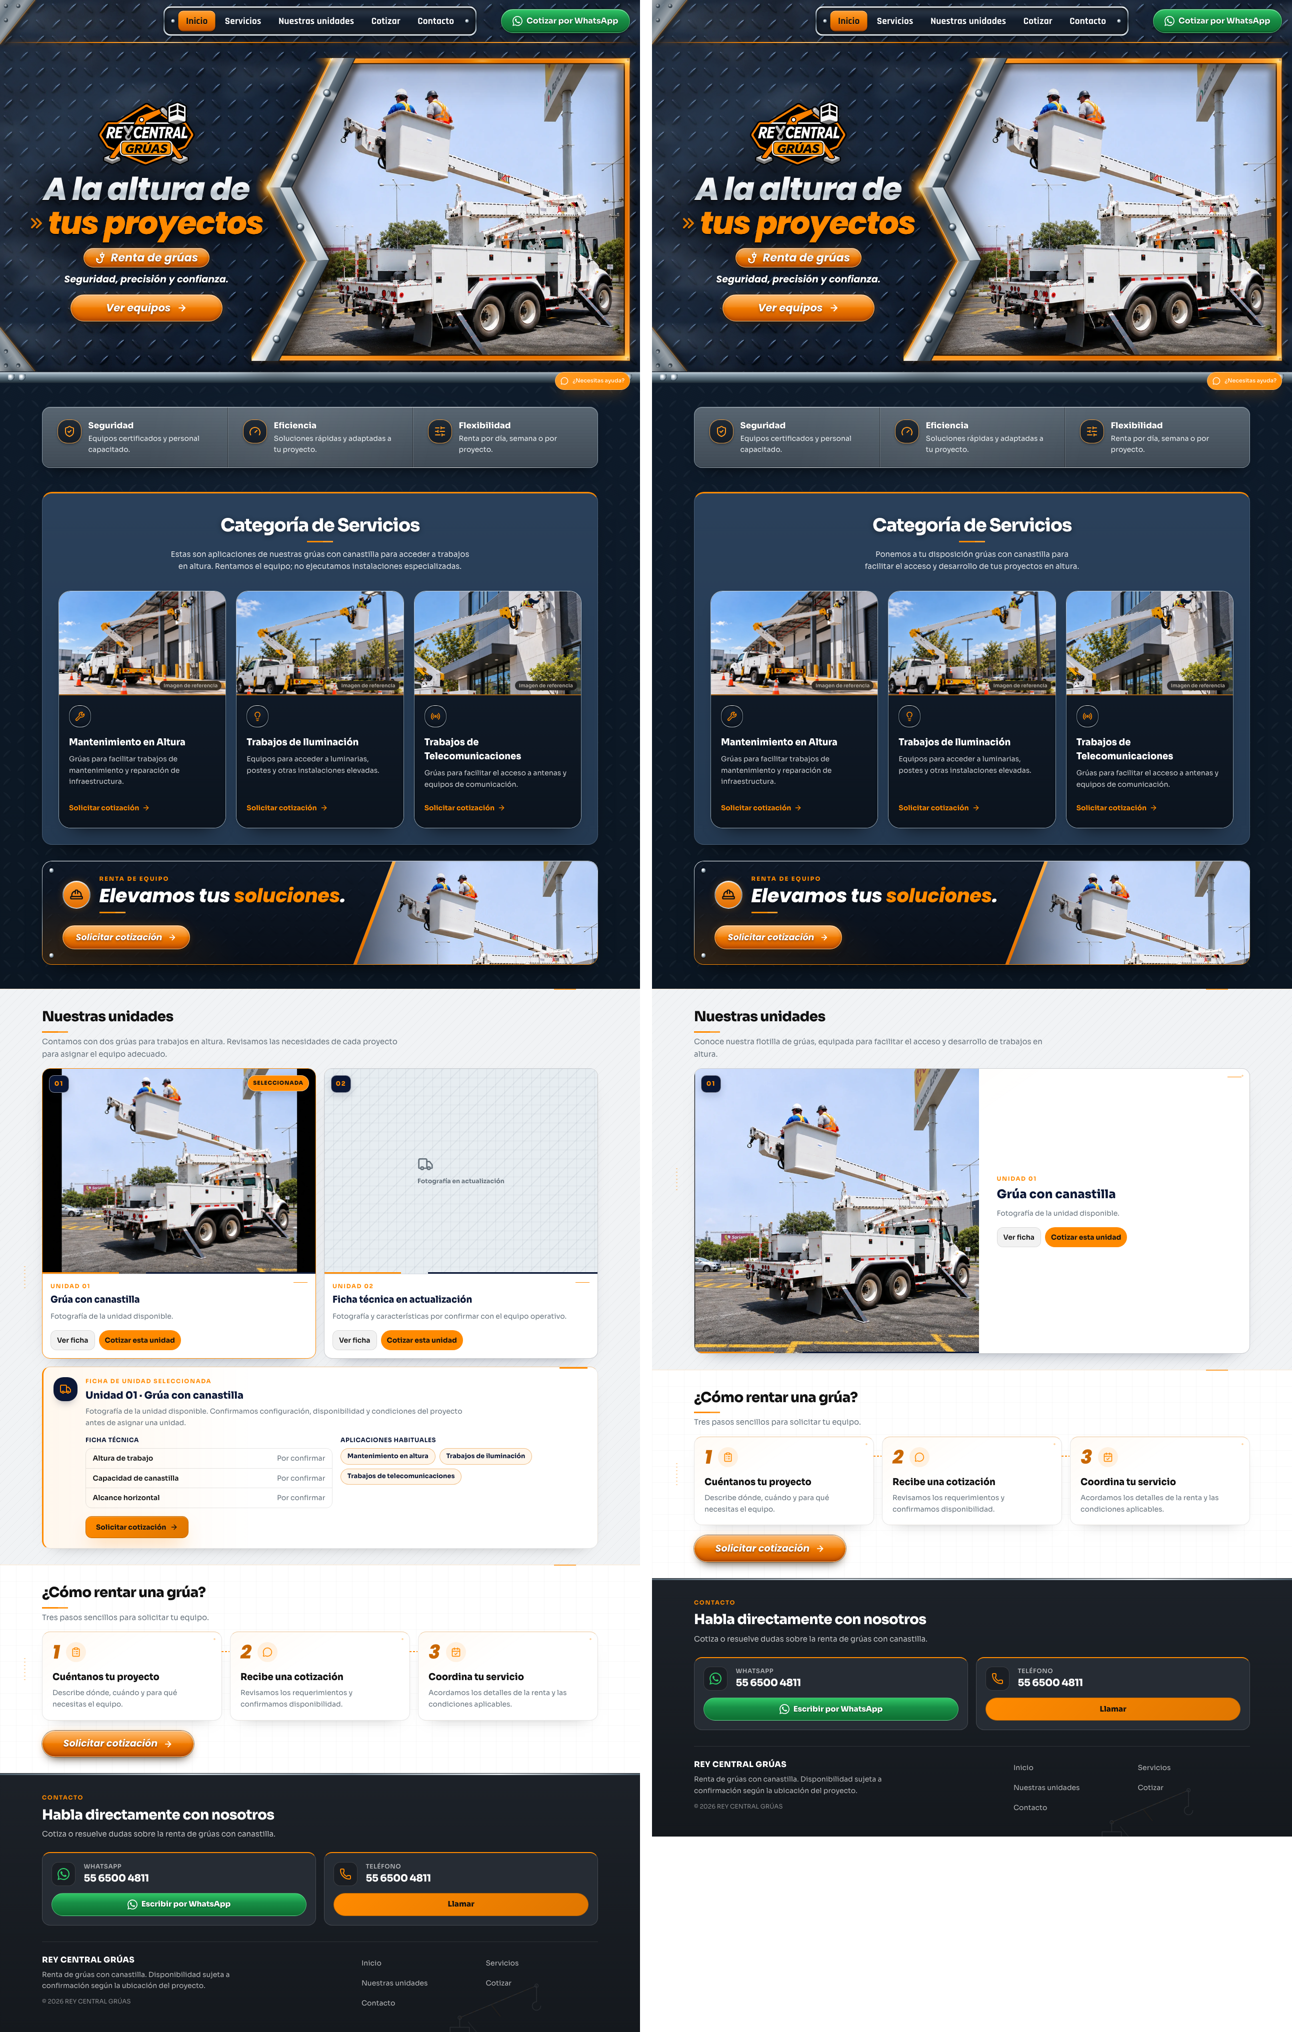 Inicio
Servicios
Nuestras unidades
Cotizar
Contacto
Cotizar por WhatsApp
REY CENTRAL
GRÚAS
A la altura de
» tus proyectos
Renta de grúas
Seguridad, precisión y confianza.
Ver equipos →
¿Necesitas ayuda?
Seguridad
Equipos certificados y personal
capacitado.
Eficiencia
Soluciones rápidas y adaptadas a
tu proyecto.
Flexibilidad
Renta por día, semana o por
proyecto.
Categoría de Servicios
Estas son aplicaciones de nuestras grúas con canastilla para acceder a trabajos
en altura. Rentamos el equipo; no ejecutamos instalaciones especializadas.
Imagen de referencia
Imagen de referencia
Imagen de referencia
Mantenimiento en Altura
Grúas para facilitar trabajos de
mantenimiento y reparación de
infraestructura.
Solicitar cotización →
Trabajos de Iluminación
Equipos para acceder a luminarias,
postes y otras instalaciones elevadas.
Solicitar cotización →
Trabajos de
Telecomunicaciones
Grúas para facilitar el acceso a antenas y
equipos de comunicación.
Solicitar cotización →
RENTA DE EQUIPO
Elevamos tus soluciones.
Solicitar cotización →
Nuestras unidades
Contamos con dos grúas para trabajos en altura. Revisamos las necesidades de cada proyecto
para asignar el equipo adecuado.
01
SELECCIONADA
UNIDAD 01
Grúa con canastilla
Fotografía de la unidad disponible.
Ver ficha
Cotizar esta unidad
02
Fotografía en actualización
UNIDAD 02
Ficha técnica en actualización
Fotografía y características por confirmar con el equipo operativo.
Ver ficha
Cotizar esta unidad
FICHA DE UNIDAD SELECCIONADA
Unidad 01 · Grúa con canastilla
Fotografía de la unidad disponible. Confirmamos configuración, disponibilidad y condiciones del proyecto
antes de asignar una unidad.
FICHA TÉCNICA
Altura de trabajo Por confirmar
Capacidad de canastilla Por confirmar
Alcance horizontal Por confirmar
APLICACIONES HABITUALES
Mantenimiento en altura
Trabajos de iluminación
Trabajos de telecomunicaciones
Solicitar cotización →
¿Cómo rentar una grúa?
Tres pasos sencillos para solicitar tu equipo.
1
Cuéntanos tu proyecto
Describe dónde, cuándo y para qué
necesitas el equipo.
2
Recibe una cotización
Revisamos los requerimientos y
confirmamos disponibilidad.
3
Coordina tu servicio
Acordamos los detalles de la renta y las
condiciones aplicables.
Solicitar cotización →
CONTACTO
Habla directamente con nosotros
Cotiza o resuelve dudas sobre la renta de grúas con canastilla.
WHATSAPP
55 6500 4811
Escribir por WhatsApp
TELÉFONO
55 6500 4811
Llamar
REY CENTRAL GRÚAS
Renta de grúas con canastilla. Disponibilidad sujeta a
confirmación según la ubicación del proyecto.
© 2026 REY CENTRAL GRÚAS
Inicio
Servicios
Nuestras unidades
Cotizar
Contacto
Inicio
Servicios
Nuestras unidades
Cotizar
Contacto
Cotizar por WhatsApp
REY CENTRAL
GRÚAS
A la altura de
» tus proyectos
Renta de grúas
Seguridad, precisión y confianza.
Ver equipos →
¿Necesitas ayuda?
Seguridad
Equipos certificados y personal
capacitado.
Eficiencia
Soluciones rápidas y adaptadas a
tu proyecto.
Flexibilidad
Renta por día, semana o por
proyecto.
Categoría de Servicios
Ponemos a tu disposición grúas con canastilla para
facilitar el acceso y desarrollo de tus proyectos en altura.
Imagen de referencia
Imagen de referencia
Imagen de referencia
Mantenimiento en Altura
Grúas para facilitar trabajos de
mantenimiento y reparación de
infraestructura.
Solicitar cotización →
Trabajos de Iluminación
Equipos para acceder a luminarias,
postes y otras instalaciones elevadas.
Solicitar cotización →
Trabajos de
Telecomunicaciones
Grúas para facilitar el acceso a antenas y
equipos de comunicación.
Solicitar cotización →
RENTA DE EQUIPO
Elevamos tus soluciones.
Solicitar cotización →
Nuestras unidades
Conoce nuestra flotilla de grúas, equipada para facilitar el acceso y desarrollo de trabajos en
altura.
01
UNIDAD 01
Grúa con canastilla
Fotografía de la unidad disponible.
Ver ficha
Cotizar esta unidad
¿Cómo rentar una grúa?
Tres pasos sencillos para solicitar tu equipo.
1
Cuéntanos tu proyecto
Describe dónde, cuándo y para qué
necesitas el equipo.
2
Recibe una cotización
Revisamos los requerimientos y
confirmamos disponibilidad.
3
Coordina tu servicio
Acordamos los detalles de la renta y las
condiciones aplicables.
Solicitar cotización →
CONTACTO
Habla directamente con nosotros
Cotiza o resuelve dudas sobre la renta de grúas con canastilla.
WHATSAPP
55 6500 4811
Escribir por WhatsApp
TELÉFONO
55 6500 4811
Llamar
REY CENTRAL GRÚAS
Renta de grúas con canastilla. Disponibilidad sujeta a
confirmación según la ubicación del proyecto.
© 2026 REY CENTRAL GRÚAS
Inicio
Servicios
Nuestras unidades
Cotizar
Contacto